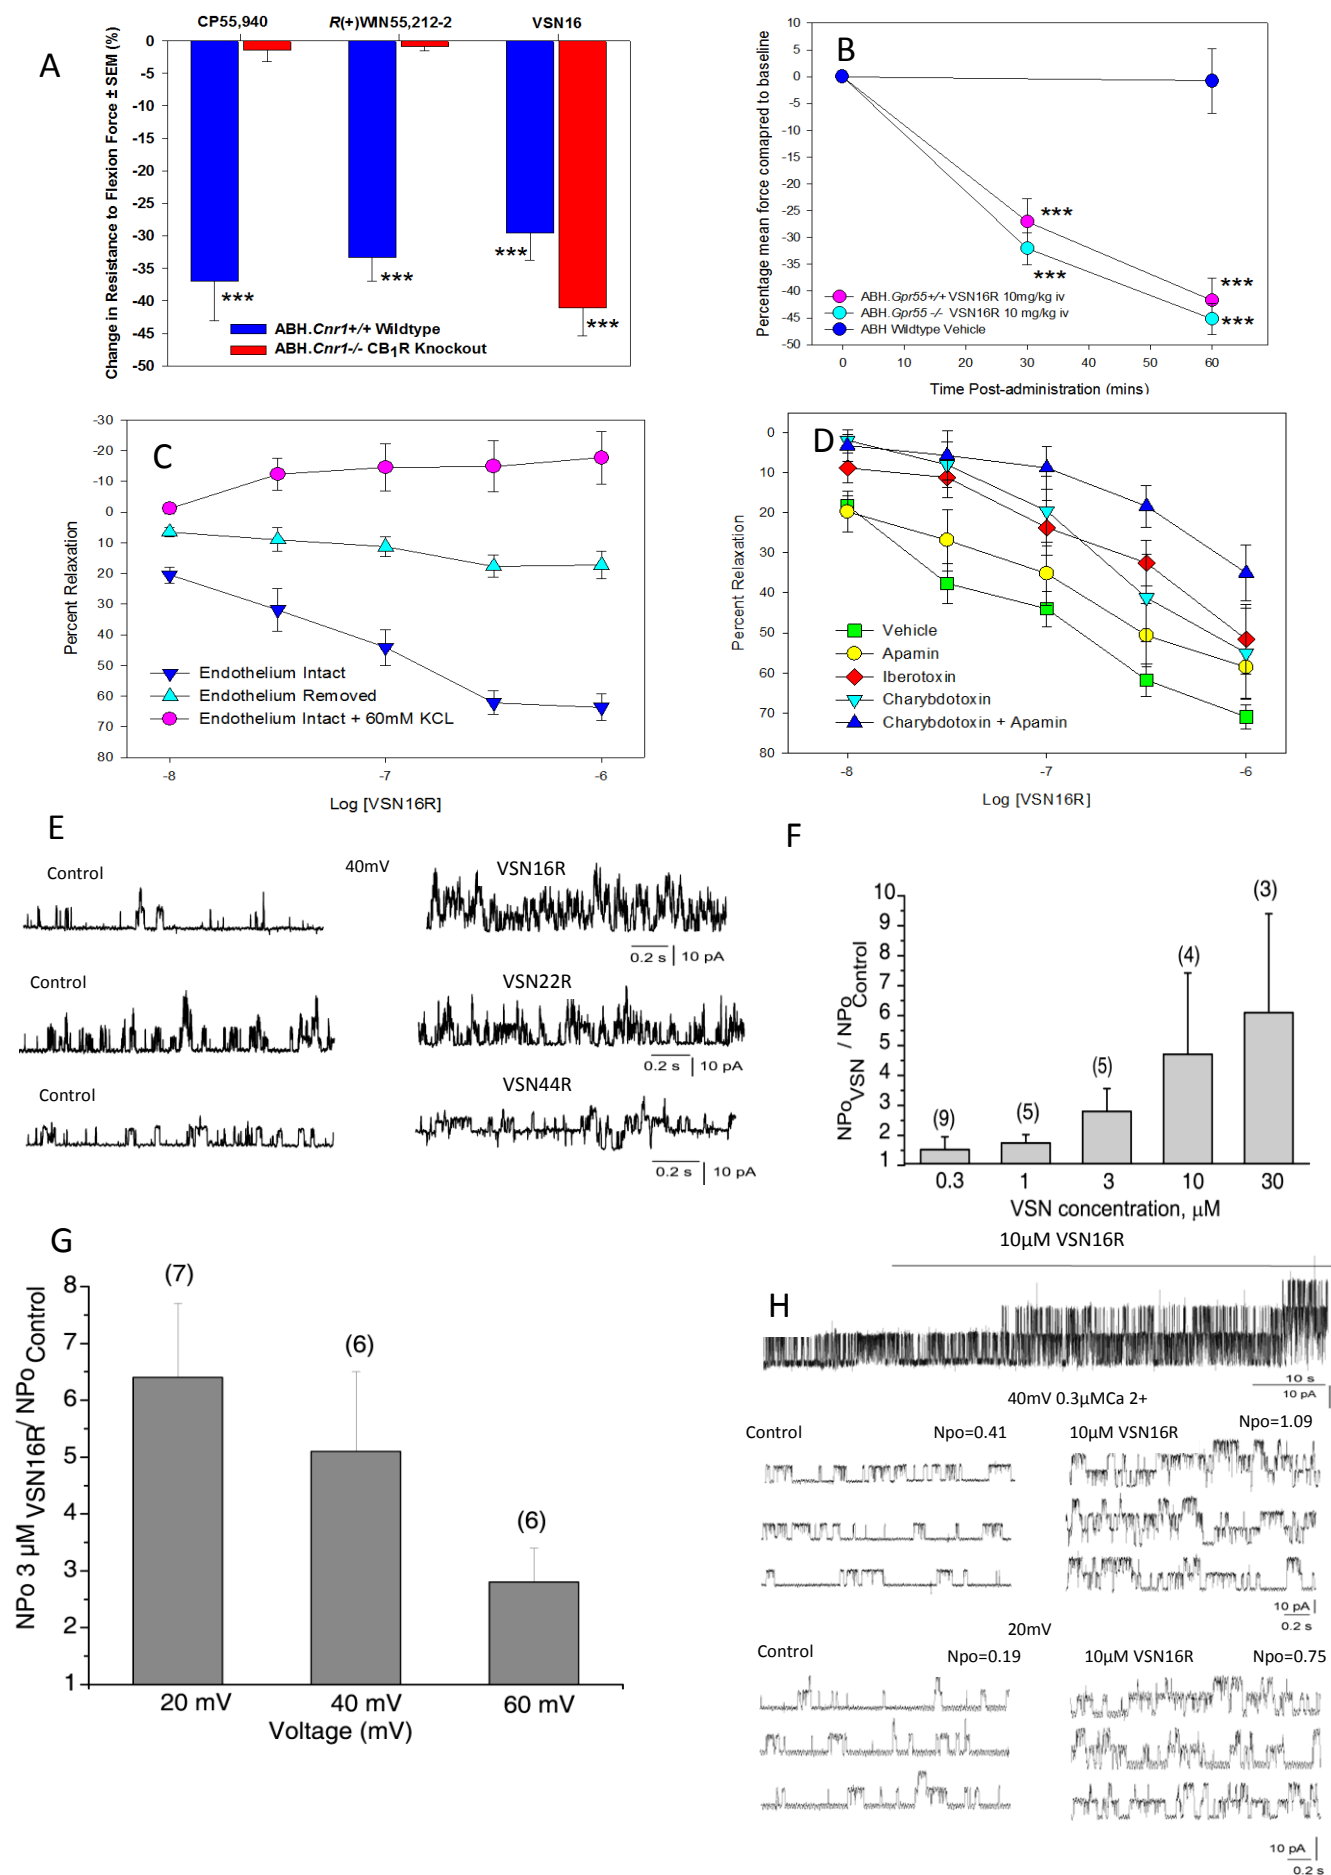 A
CP55,940
R(+)WIN55,212-2
VSN16
Change in Resistance to Flexion Force ± SEM (%)
0
-5
-10
-15
-20
-25
-30
-35
-40
-45
-50
***
***
***
***
ABH.Cnr1+/+ Wildtype
ABH.Cnr1-/- CB1R Knockout
B
Percentage mean force comapred to baseline
10
5
0
-5
-10
-15
-20
-25
-30
-35
-40
-45
-50
***
***
***
***
ABH.Gpr55+/+ VSN16R 10mg/kg iv
ABH.Gpr55 -/- VSN16R 10 mg/kg iv
ABH Wildtype Vehicle
0 10 20 30 40 50 60
Time Post-administration (mins)
C
Percent Relaxation
-30
-20
-10
0
10
20
30
40
50
60
70
80
Endothelium Intact
Endothelium Removed
Endothelium Intact + 60mM KCL
-8 -7 -6
Log [VSN16R]
D
Percent Relaxation
0
10
20
30
40
50
60
70
80
Vehicle
Apamin
Iberotoxin
Charybdotoxin
Charybdotoxin + Apamin
-8 -7 -6
Log [VSN16R]
E
Control
40mV
VSN16R
0.2 s 10 pA
Control
VSN22R
0.2 s 10 pA
Control
VSN44R
0.2 s 10 pA
F
NPoVSN / NPoControl
10
9
8
7
6
5
4
3
2
1
(9)
(5)
(5)
(4)
(3)
0.3 1 3 10 30
VSN concentration, μM
G
NPo 3 μM VSN16R/ NPo Control
8
7
6
5
4
3
2
1
(7)
(6)
(6)
20 mV 40 mV 60 mV
Voltage (mV)
10μM VSN16R
H
10 s
10 pA
40mV 0.3μMCa 2+
Control
Npo=0.41
10μM VSN16R
Npo=1.09
10 pA
0.2 s
20mV
Control
Npo=0.19
10μM VSN16R
Npo=0.75
10 pA
0.2 s